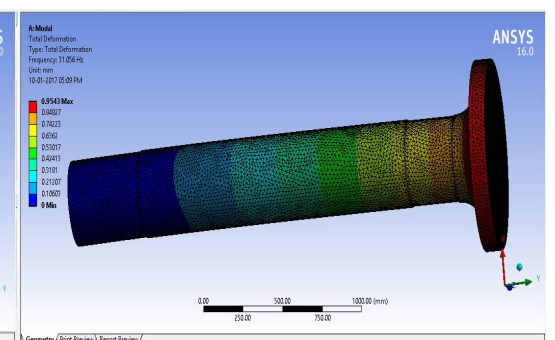 A: Modal
Total Deformation
Type: Total Deformation
Frequency: 31.056 Hz
Unit: mm
10-01-2017 05:09 PM
0.9543 Max
0.84827
0.74223
0.6362
0.53017
0.42413
0.3181
0.21207
0.10603
0 Min
ANSYS
16.0
0.00
500.00
1000.00 (mm)
250.00
750.00
Y
Y
Geometry / Print Preview \ Report Preview /